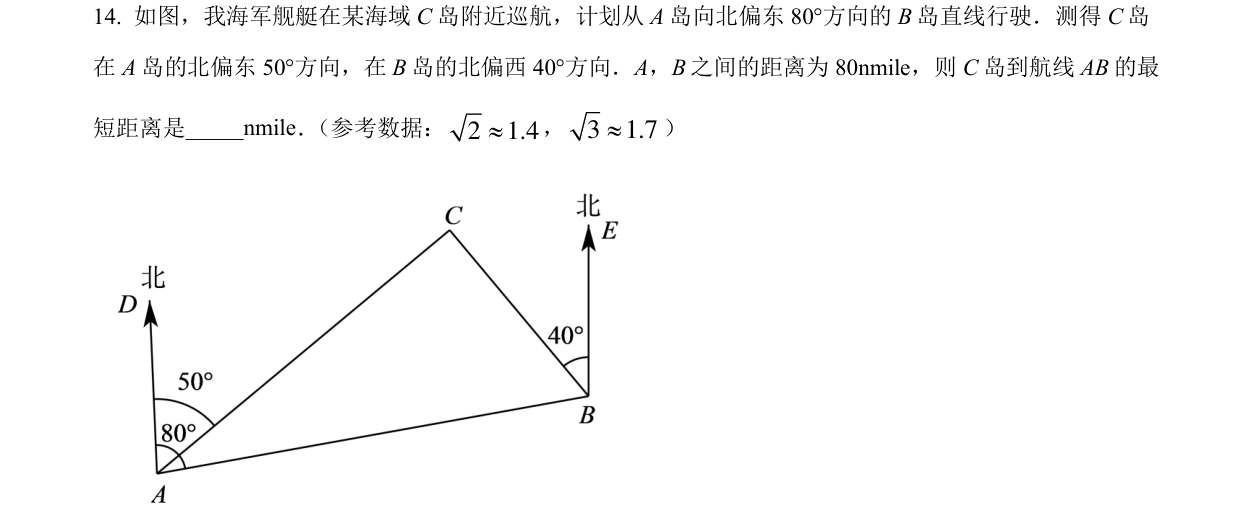 14. 如图，我海军舰艇在某海域 C 岛附近巡航，计划从 A 岛向北偏东 80°方向的 B 岛直线行驶．测得 C 岛
在 A 岛的北偏东 50°方向，在 B 岛的北偏西 40°方向．A，B 之间的距离为 80nmile，则 C 岛到航线 AB 的最
短距离是_____nmile．（参考数据：√2≈1.4，√3≈1.7）
北
C
E
北
D
40°
50°
B
80°
A